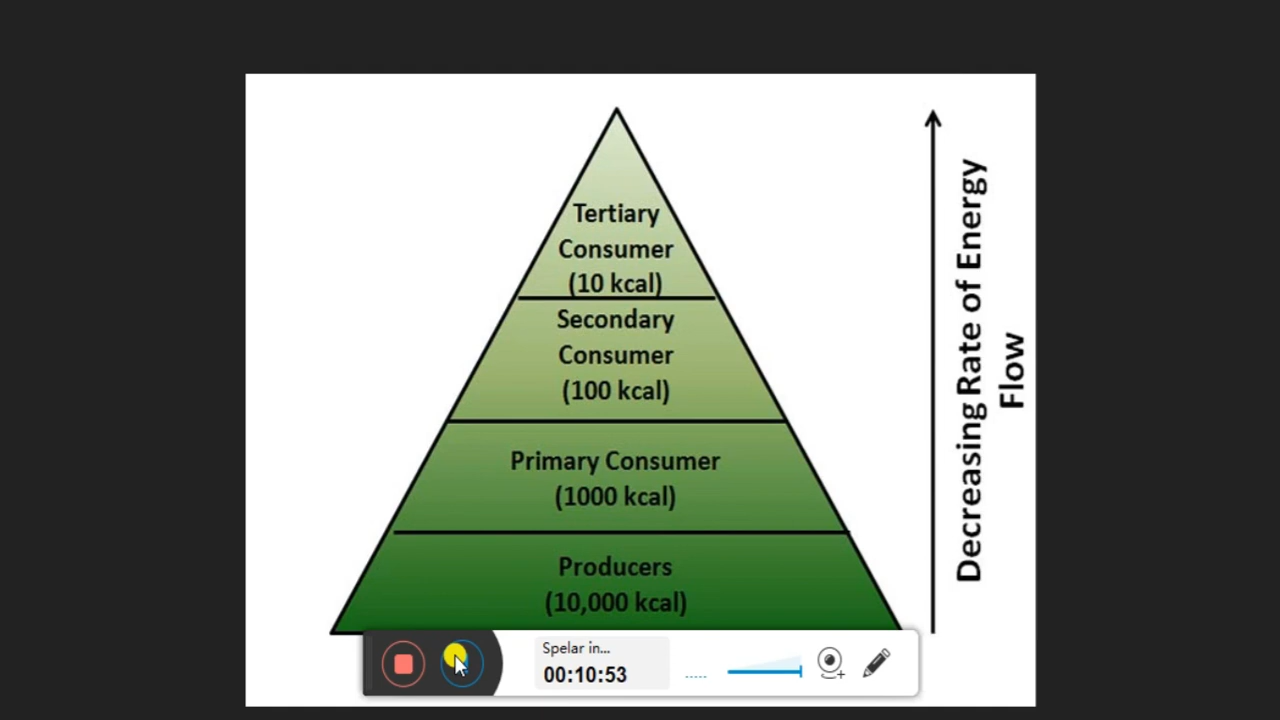 Tertiary
Consumer
(10 kcal)
Secondary
Consumer
(100 kcal)
Primary Consumer
(1000 kcal)
Producers
(10,000 kcal)
Decreasing Rate of Energy
Flow
Spelar in...
00:10:53